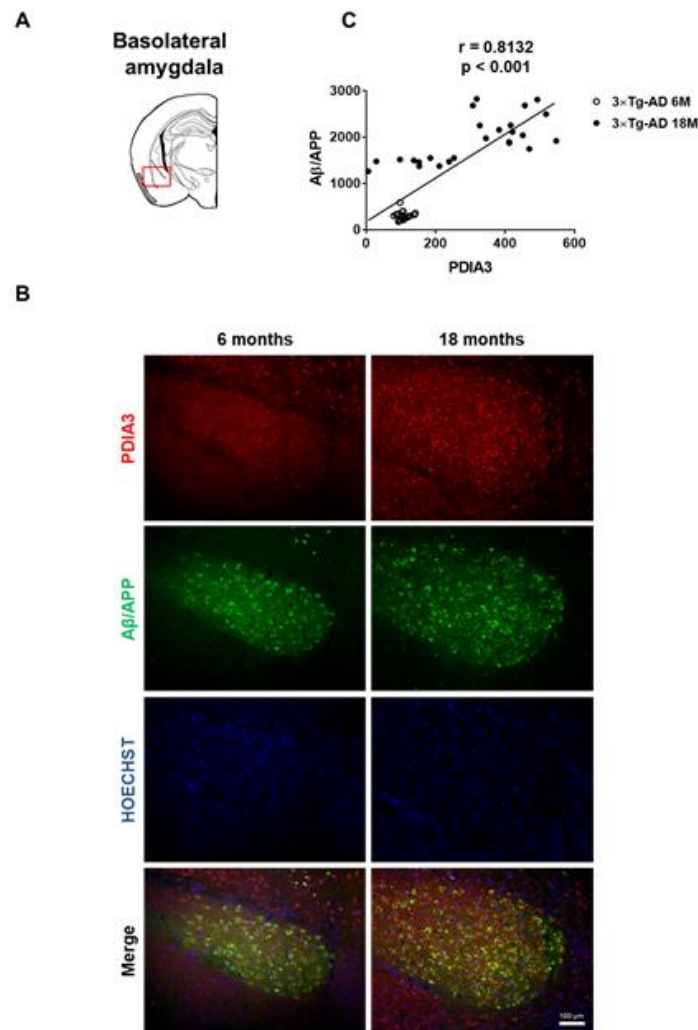 A
Basolateral
amygdala
C
r = 0.8132
p < 0.001
3000
2000
1000
0
Aβ/APP
0
200
400
600
PDIA3
3×Tg-AD 6M
3×Tg-AD 18M
B
6 months
18 months
PDIA3
Aβ/APP
HOECHST
Merge
100 μm